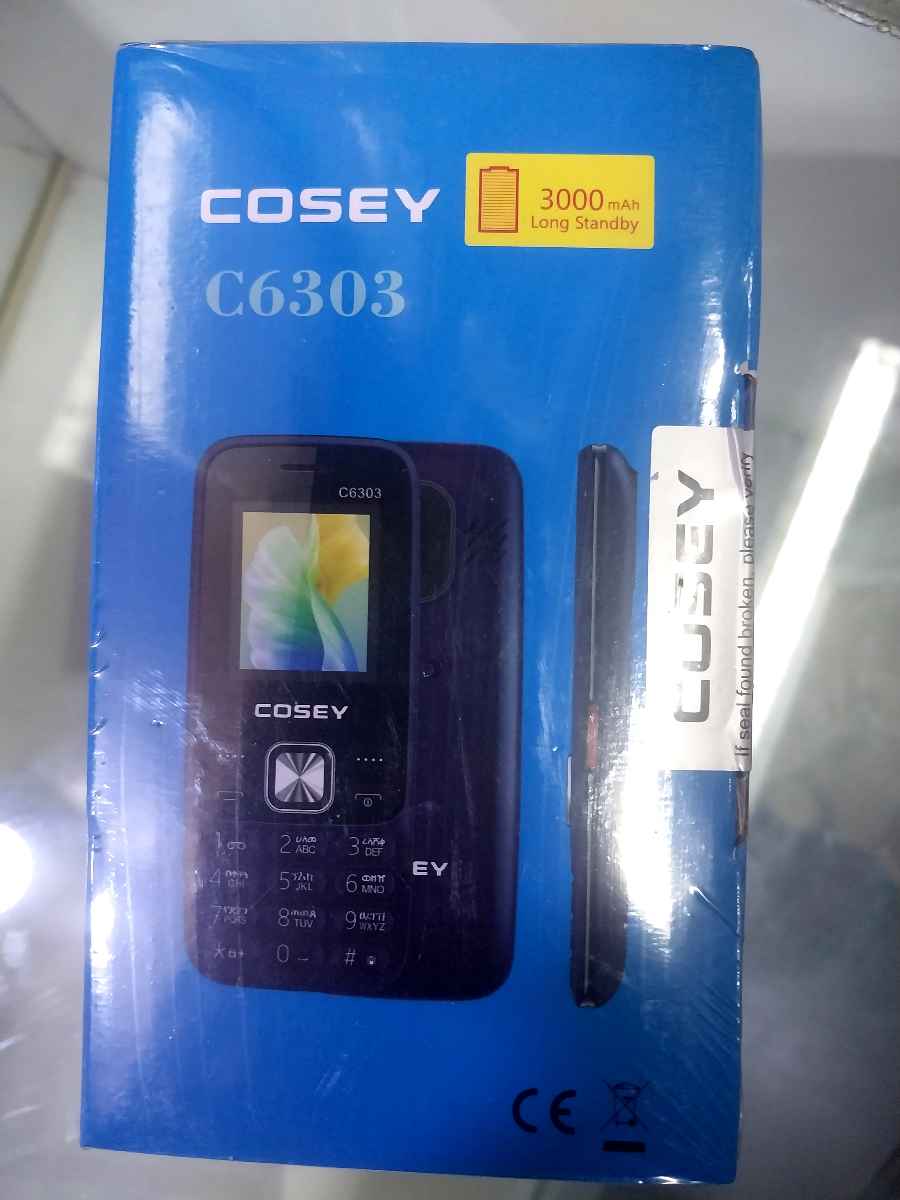 COSEY
3000 mAh
Long Standby
C6303
C6303
COSEY
COSEY
If seal found broken, please verify
EY
1
2 ሀለመ ABC
3 DEF
4 GHI
5 JKL
6 MNO
7 PQRS
8 TUV
9 WXYZ
* 0 #
CE